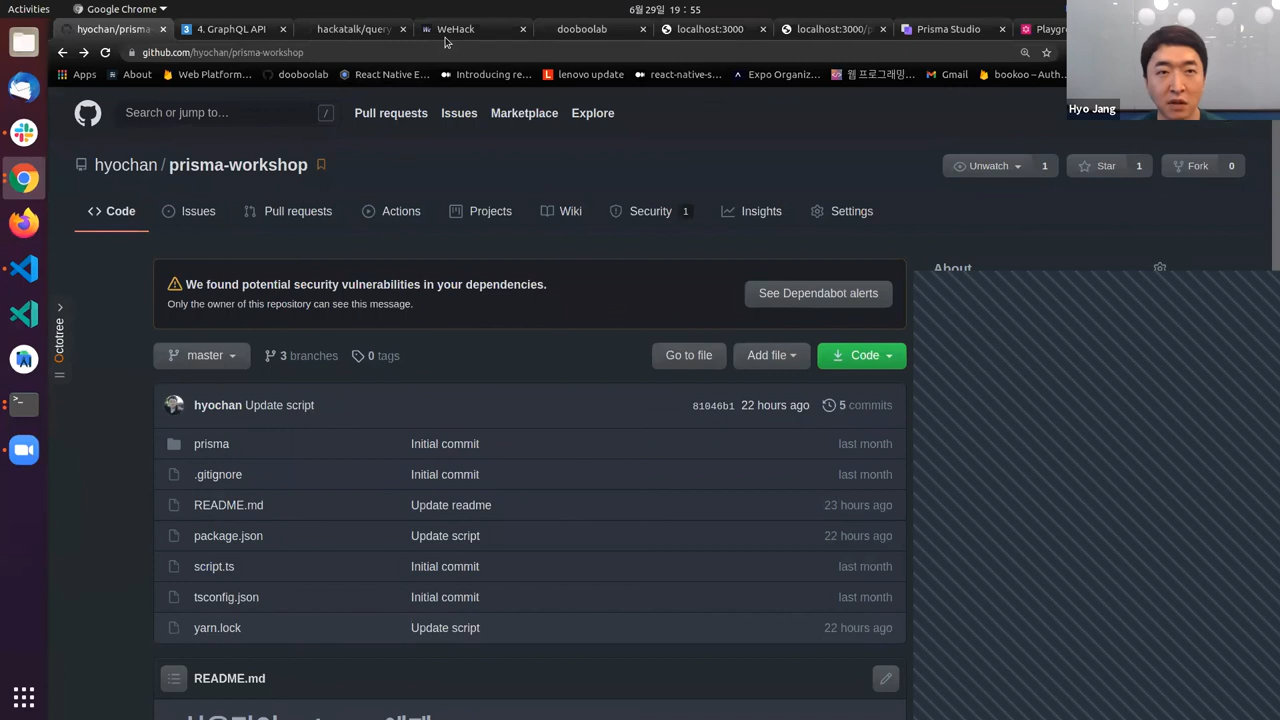 Activities
Google Chrome
6월 29일 19 : 55
hyochan/prisma
4. GraphQL API
hackatalk/query
WeHack
dooboolab
localhost:3000
localhost:3000/p
Prisma Studio
Playgr
github.com/hyochan/prisma-workshop
Apps
About
Web Platform…
dooboolab
React Native E…
Introducing re…
lenovo update
react-native-s…
Expo Organiz…
웹 프로그래밍…
Gmail
bookoo – Auth…
Hyo Jang
Search or jump to…
/
Pull requests
Issues
Marketplace
Explore
hyochan / prisma-workshop
Unwatch
1
Star
1
Fork
0
Code
Issues
Pull requests
Actions
Projects
Wiki
Security
1
Insights
Settings
We found potential security vulnerabilities in your dependencies.
Only the owner of this repository can see this message.
See Dependabot alerts
About
Octotree
master
3 branches
0 tags
Go to file
Add file
Code
hyochan Update script
81046b1 22 hours ago
5 commits
prisma
Initial commit
last month
.gitignore
Initial commit
last month
README.md
Update readme
23 hours ago
package.json
Update script
22 hours ago
script.ts
Initial commit
last month
tsconfig.json
Initial commit
last month
yarn.lock
Update script
22 hours ago
README.md